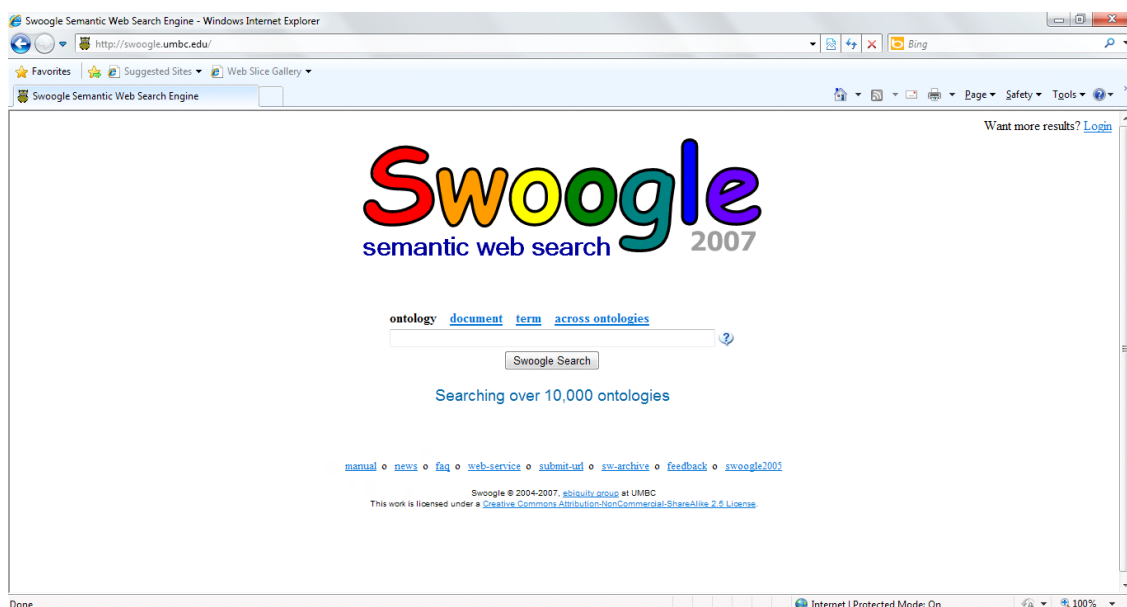 Swoogle Semantic Web Search Engine - Windows Internet Explorer
http://swoogle.umbc.edu/
Bing
Favorites Suggested Sites Web Slice Gallery
Swoogle Semantic Web Search Engine
Page Safety Tools
Want more results? Login
Swoogle
semantic web search 2007
ontology document term across ontologies
Swoogle Search
Searching over 10,000 ontologies
manual o news o faq o web-service o submit-url o sw-archive o feedback o swoogle2005
Swoogle © 2004-2007, ebiquity group at UMBC
This work is licensed under a Creative Commons Attribution-NonCommercial-ShareAlike 2.5 License.
Done Internet | Protected Mode: On 100%